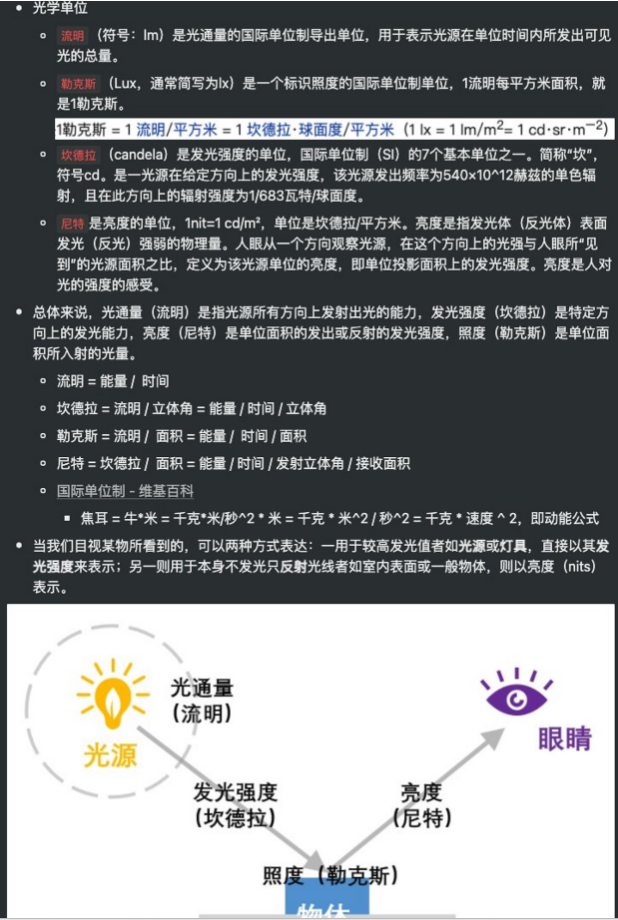 光学单位
流明 （符号：lm）是光通量的国际单位制导出单位，用于表示光源在单位时间内所发出可见
光的总量。
勒克斯 （Lux，通常简写为lx）是一个标识照度的国际单位制单位，1流明每平方米面积，就
是1勒克斯。
1勒克斯 = 1 流明/平方米 = 1 坎德拉·球面度/平方米（1 lx = 1 lm/m²= 1 cd·sr·m⁻²）
坎德拉 （candela）是发光强度的单位，国际单位制（SI）的7个基本单位之一。简称“坎”，
符号cd。是一光源在给定方向上的发光强度，该光源发出频率为540×10^12赫兹的单色辐
射，且在此方向上的辐射强度为1/683瓦特/球面度。
尼特 是亮度的单位，1nit=1 cd/m²，单位是坎德拉/平方米。亮度是指发光体（反光体）表面
发光（反光）强弱的物理量。人眼从一个方向观察光源，在这个方向上的光强与人眼所“见
到”的光源面积之比，定义为该光源单位的亮度，即单位投影面积上的发光强度。亮度是人对
光的强度的感受。
总体来说，光通量（流明）是指光源所有方向上发射出光的能力，发光强度（坎德拉）是特定方
向上的发光能力，亮度（尼特）是单位面积的发出或反射的发光强度，照度（勒克斯）是单位面
积所入射的光量。
流明 = 能量 / 时间
坎德拉 = 流明 / 立体角 = 能量 / 时间 / 立体角
勒克斯 = 流明 / 面积 = 能量 / 时间 / 面积
尼特 = 坎德拉 / 面积 = 能量 / 时间 / 发射立体角 / 接收面积
国际单位制 - 维基百科
焦耳 = 牛*米 = 千克*米/秒^2 * 米 = 千克 * 米^2 / 秒^2 = 千克 * 速度 ^ 2，即动能公式
当我们目视某物所看到的，可以两种方式表达：一用于较高发光值者如光源或灯具，直接以其发
光强度来表示；另一则用于本身不发光只反射光线者如室内表面或一般物体，则以亮度（nits）
表示。
光通量
（流明）
光源
眼睛
发光强度
（坎德拉）
亮度
（尼特）
照度（勒克斯）
物体